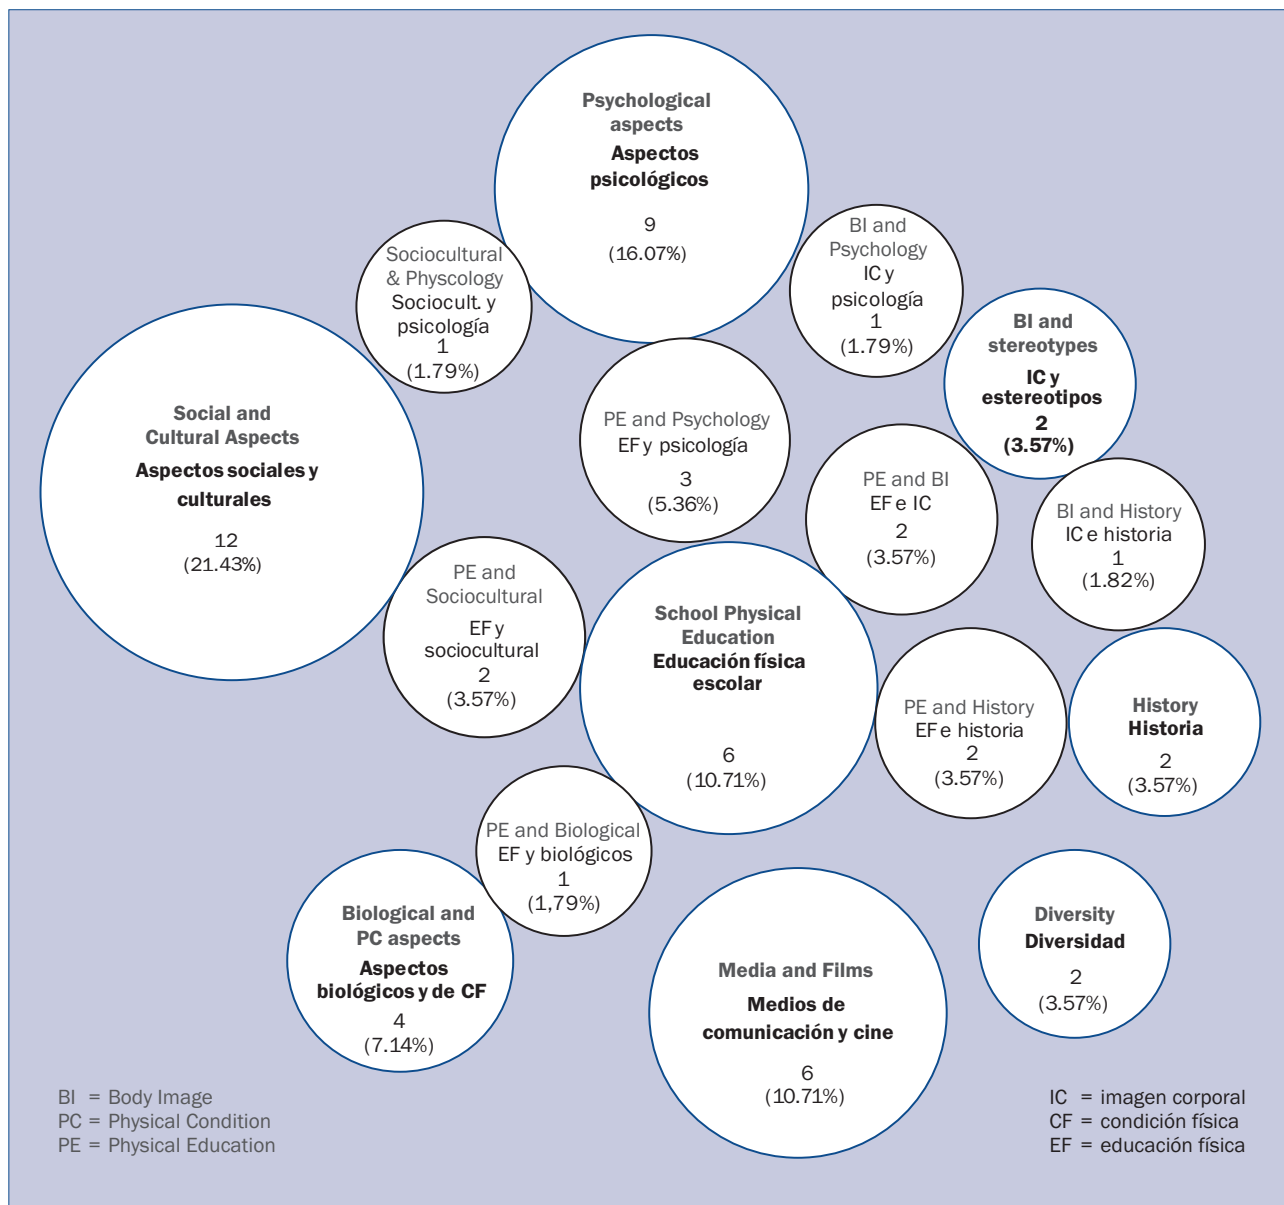 Psychological
aspects
Aspectos
psicológicos
9
(16.07%)
Sociocultural
& Physcology
Sociocult. y
psicología
1
(1.79%)
BI and
Psychology
IC y
psicología
1
(1.79%)
BI and
stereotypes
IC y
estereotipos
2
(3.57%)
Social and
Cultural Aspects
Aspectos sociales y
culturales
12
(21.43%)
PE and Psychology
EF y psicología
3
(5.36%)
PE and BI
EF e IC
2
(3.57%)
BI and History
IC e historia
1
(1.82%)
PE and
Sociocultural
EF y
sociocultural
2
(3.57%)
School Physical
Education
Educación física
escolar
6
(10.71%)
PE and History
EF e historia
2
(3.57%)
History
Historia
2
(3.57%)
PE and Biological
EF y biológicos
1
(1,79%)
Biological and
PC aspects
Aspectos
biológicos y de CF
4
(7.14%)
Media and Films
Medios de
comunicación y cine
6
(10.71%)
Diversity
Diversidad
2
(3.57%)
BI = Body Image
PC = Physical Condition
PE = Physical Education
IC = imagen corporal
CF = condición física
EF = educación física